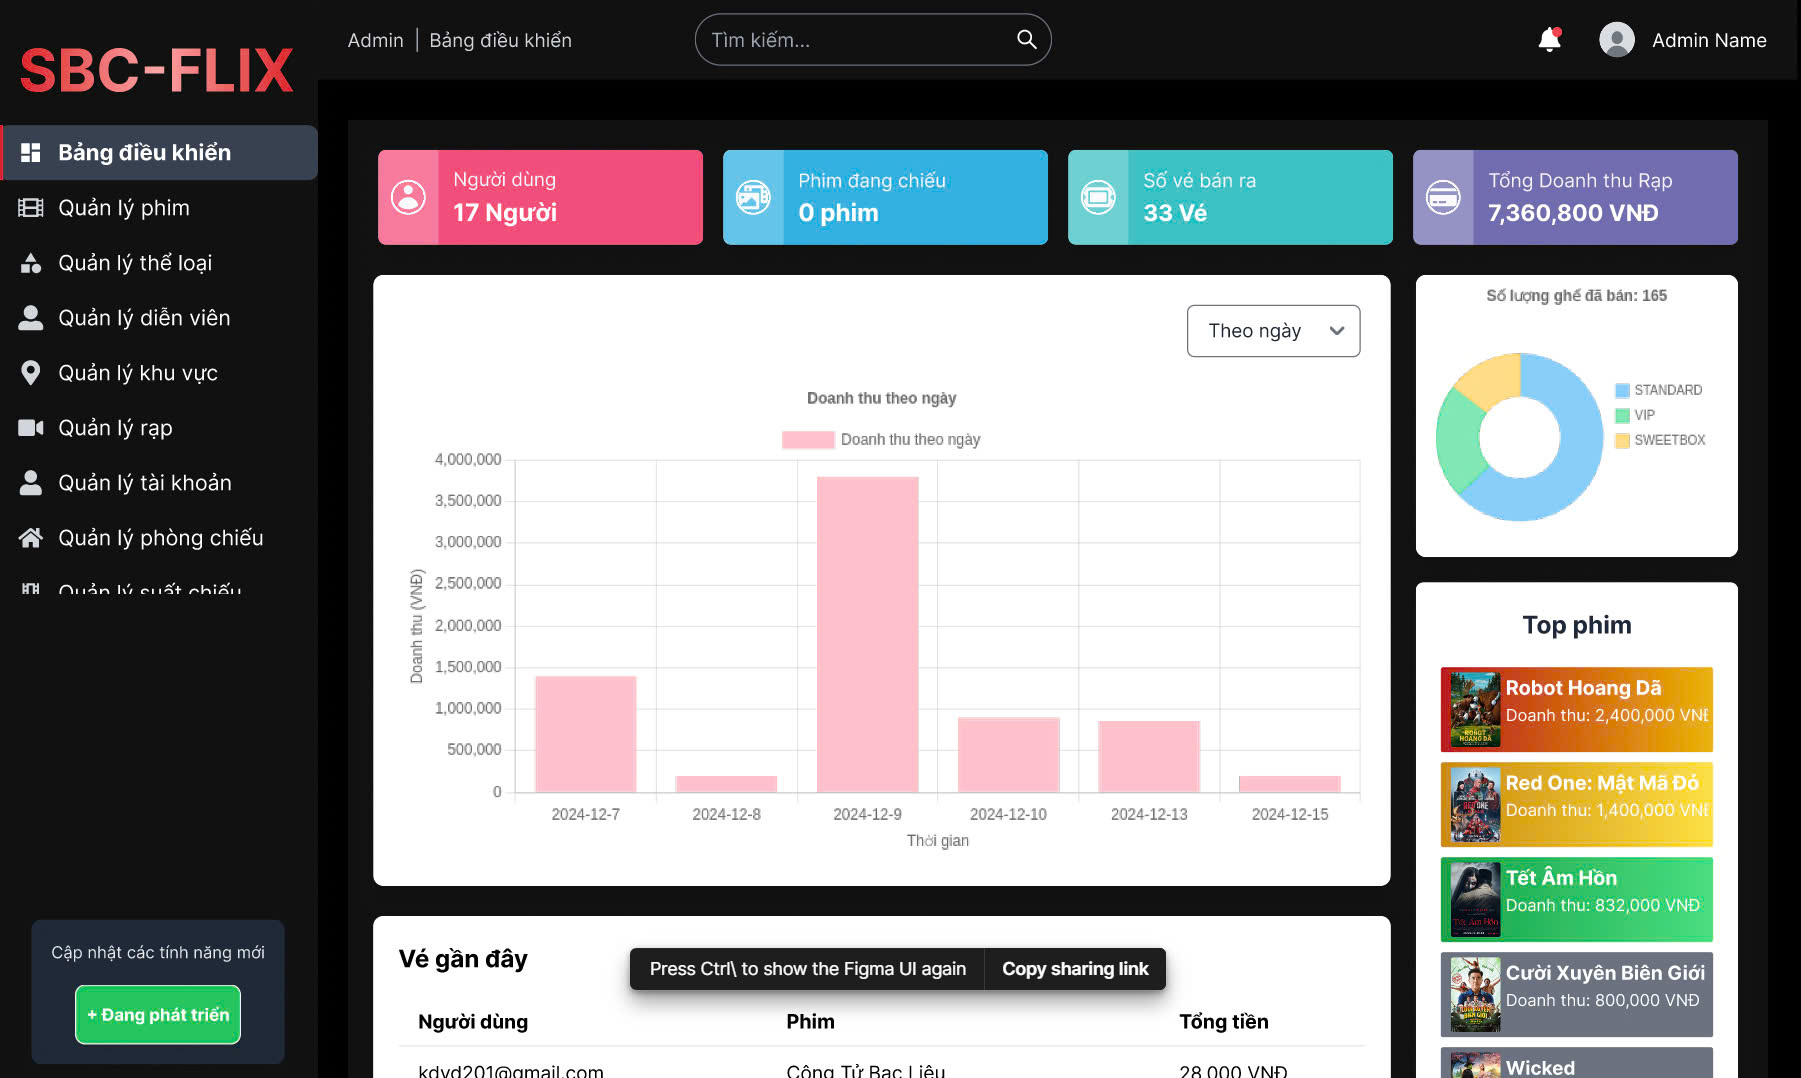 SBC-FLIX
Admin | Bảng điều khiển
Tìm kiếm...
Admin Name
Bảng điều khiển
Quản lý phim
Quản lý thể loại
Quản lý diễn viên
Quản lý khu vực
Quản lý rạp
Quản lý tài khoản
Quản lý phòng chiếu
Quản lý suất chiếu
Cập nhật các tính năng mới
+ Đang phát triển
Người dùng
17 Người
Phim đang chiếu
0 phim
Số vé bán ra
33 Vé
Tổng Doanh thu Rạp
7,360,800 VNĐ
Theo ngày
Doanh thu theo ngày
Doanh thu theo ngày
Doanh thu (VNĐ)
4,000,000
3,500,000
3,000,000
2,500,000
2,000,000
1,500,000
1,000,000
500,000
0
2024-12-7
2024-12-8
2024-12-9
2024-12-10
2024-12-13
2024-12-15
Thời gian
Số lượng ghế đã bán: 165
STANDARD
VIP
SWEETBOX
Top phim
Robot Hoang Dã
Doanh thu: 2,400,000 VNĐ
Red One: Mật Mã Đỏ
Doanh thu: 1,400,000 VNĐ
Tết Âm Hồn
Doanh thu: 832,000 VNĐ
Cười Xuyên Biên Giới
Doanh thu: 800,000 VNĐ
Wicked
Vé gần đây
Press Ctrl\ to show the Figma UI again
Copy sharing link
Người dùng Phim Tổng tiền
kdvd201@gmail.com Công Tử Bạc Liêu 28,000 VNĐ